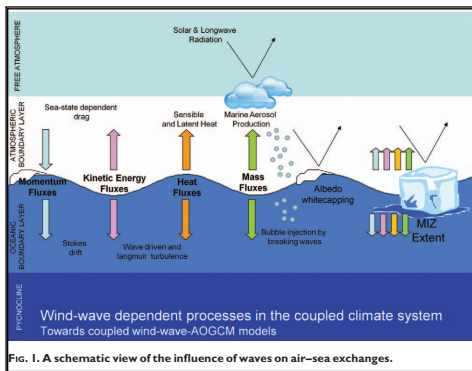 FREE ATMOSPHERE
Solar & Longwave
Radiation
ATMOSPHERIC
BOUNDARY LAYER
Sea-state dependent
drag
Sensible
and Latent Heat
Marine Aerosol
Production
Momentum
Fluxes
Kinetic Energy
Fluxes
Heat
Fluxes
Mass
Fluxes
Albedo
whitecapping
MIZ
Extent
OCEANIC
BOUNDARY LAYER
Stokes
drift
Wave driven and
langmuir turbulence
Bubble injection by
breaking waves
PYCNOCLINE
Wind-wave dependent processes in the coupled climate system
Towards coupled wind-wave-AOGCM models
FIG. 1. A schematic view of the influence of waves on air–sea exchanges.